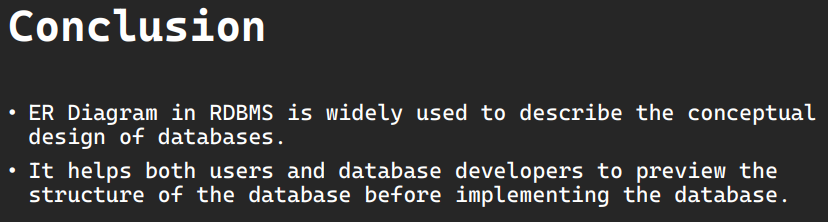 Conclusion
• ER Diagram in RDBMS is widely used to describe the conceptual
design of databases.
• It helps both users and database developers to preview the
structure of the database before implementing the database.